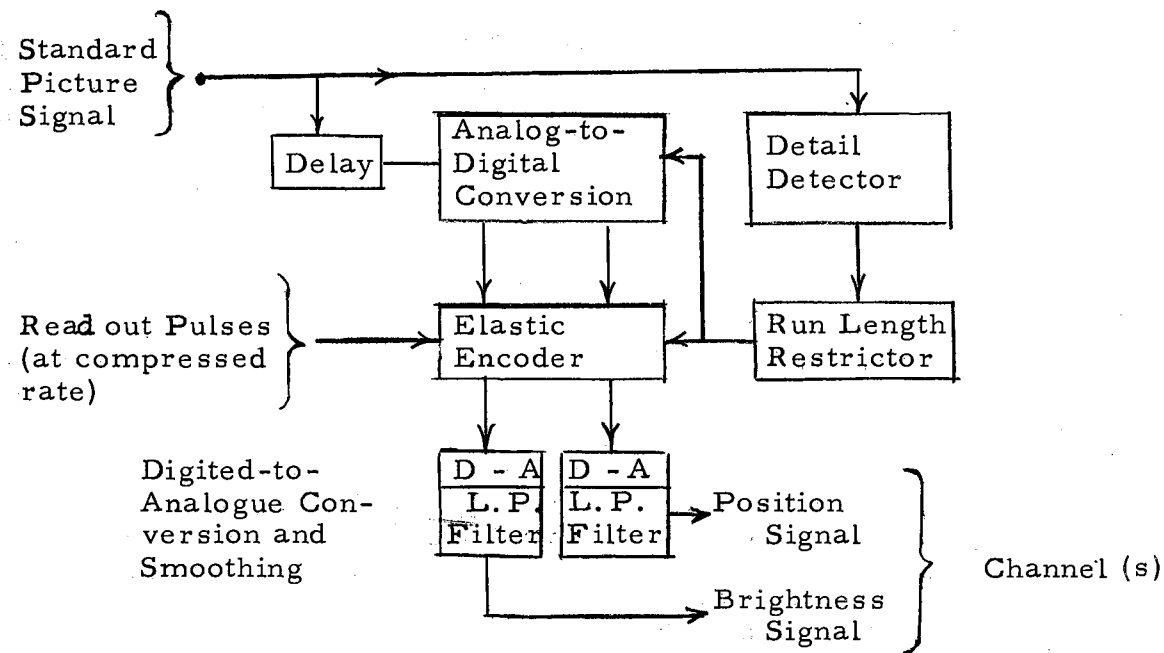 Standard
Picture
Signal
Delay
Analog-to-
Digital
Conversion
Detail
Detector
Read out Pulses
(at compressed
rate)
Elastic
Encoder
Run Length
Restrictor
Digited-to-
Analogue Con-
version and
Smoothing
D - A
L. P.
Filter
D - A
L. P.
Filter
Position
Signal
Brightness
Signal
Channel (s)